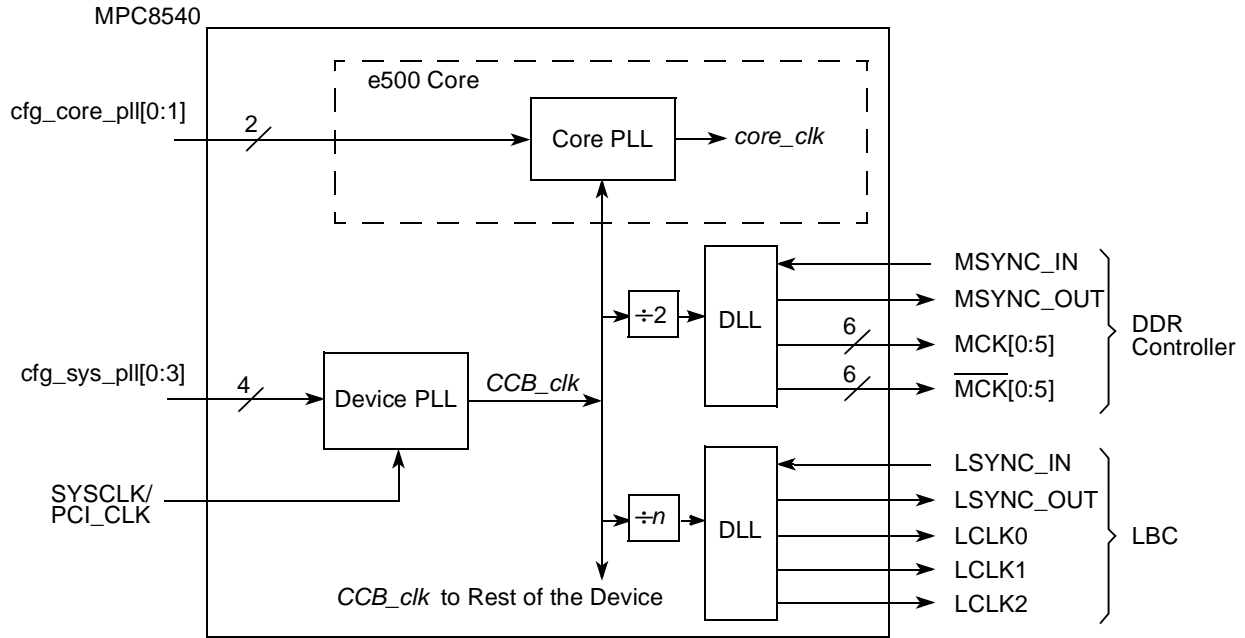 MPC8540
e500 Core
cfg_core_pll[0:1]
2
Core PLL
core_clk
MSYNC_IN
MSYNC_OUT
÷2
DLL
6
MCK[0:5]
6
M̅C̅K̅[0:5]
DDR
Controller
cfg_sys_pll[0:3]
4
Device PLL
CCB_clk
SYSCLK/
PCI_CLK
LSYNC_IN
LSYNC_OUT
÷n
DLL
LCLK0
LCLK1
LCLK2
LBC
CCB_clk to Rest of the Device